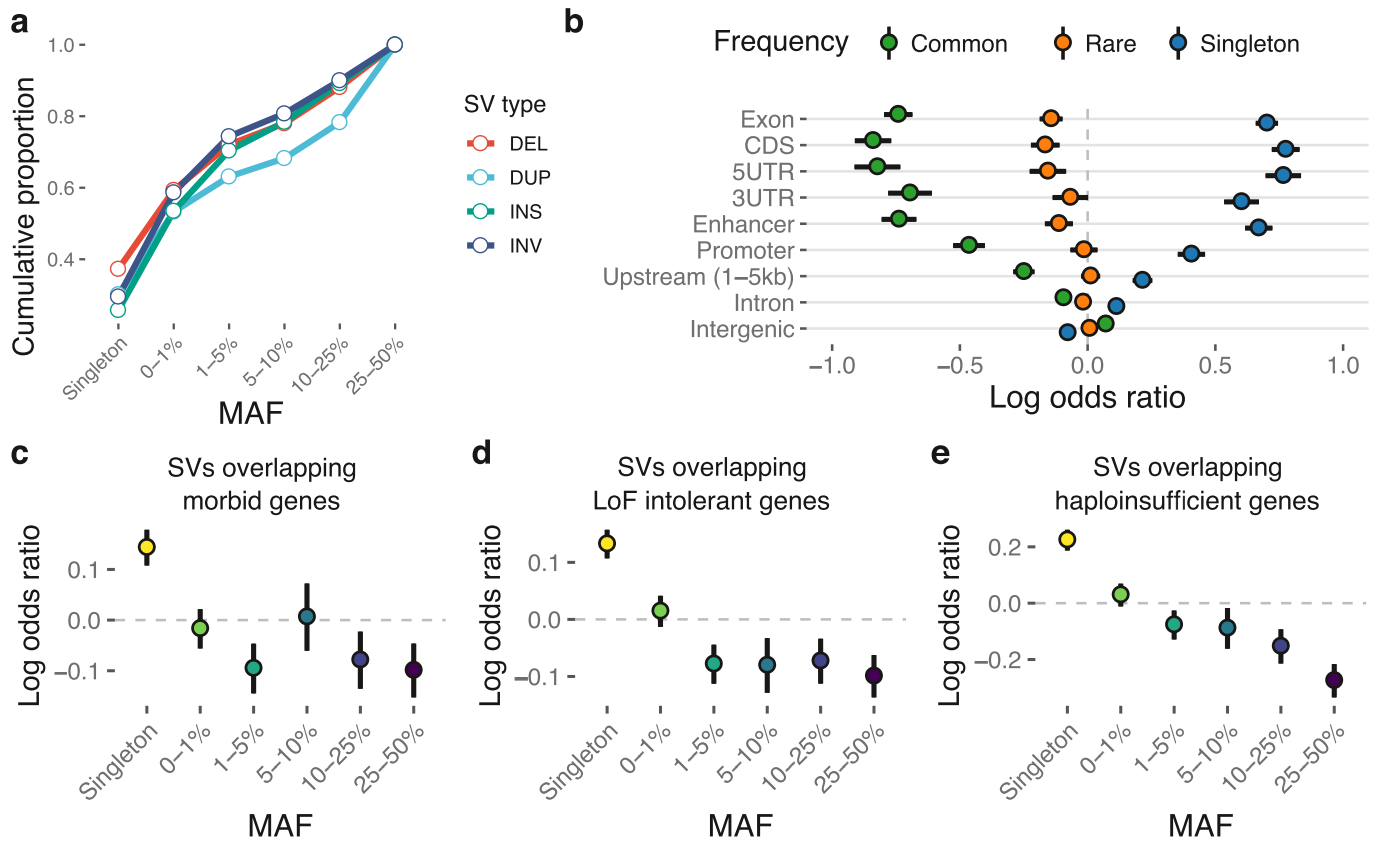 a
1.0
0.8
0.6
0.4
Cumulative proportion
Singleton
0–1%
1–5%
5–10%
10–25%
25–50%
MAF
SV type
DEL
DUP
INS
INV
b
Frequency Common Rare Singleton
Exon
CDS
5UTR
3UTR
Enhancer
Promoter
Upstream (1–5kb)
Intron
Intergenic
−1.0 −0.5 0.0 0.5 1.0
Log odds ratio
c
SVs overlapping
morbid genes
Log odds ratio
0.1
0.0
−0.1
Singleton
0–1%
1–5%
5–10%
10–25%
25–50%
MAF
d
SVs overlapping
LoF intolerant genes
Log odds ratio
0.1
0.0
−0.1
Singleton
0–1%
1–5%
5–10%
10–25%
25–50%
MAF
e
SVs overlapping
haploinsufficient genes
Log odds ratio
0.2
0.0
−0.2
Singleton
0–1%
1–5%
5–10%
10–25%
25–50%
MAF